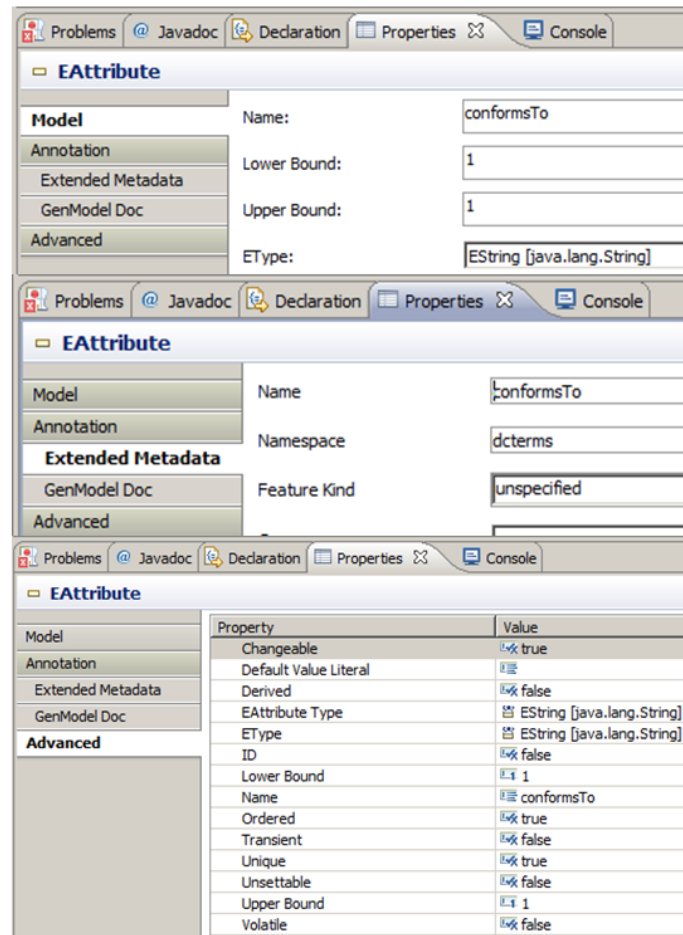 Problems @ Javadoc Declaration Properties Console
EAttribute
Model Name: conformsTo
Annotation Lower Bound: 1
Extended Metadata
GenModel Doc Upper Bound: 1
Advanced
EType: EString [java.lang.String]
Problems @ Javadoc Declaration Properties Console
EAttribute
Model Name conformsTo
Annotation Namespace dcterms
Extended Metadata
GenModel Doc Feature Kind unspecified
Advanced
Problems @ Javadoc Declaration Properties Console
EAttribute
Property Value
Model Changeable true
Default Value Literal
Annotation Derived false
Extended Metadata EAttribute Type EString [java.lang.String]
GenModel Doc EType EString [java.lang.String]
Advanced ID false
Lower Bound 1
Name conformsTo
Ordered true
Transient false
Unique true
Unsettable false
Upper Bound 1
Volatile false